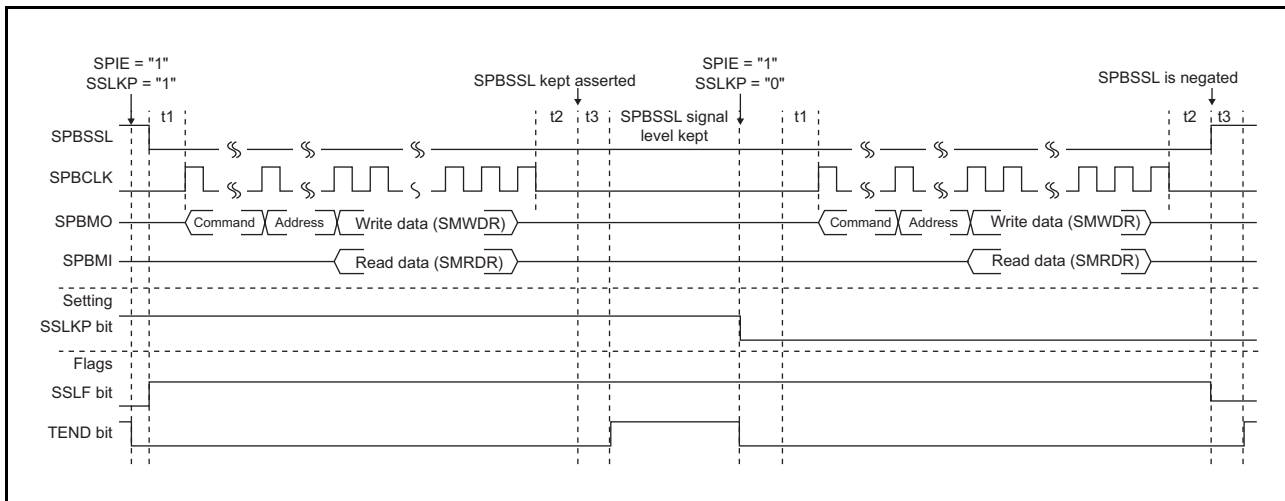 SPIE = "1"
SSLKP = "1"
SPBSSL kept asserted
SPIE = "1"
SSLKP = "0"
SPBSSL is negated
t1
t2
t3
SPBSSL signal
level kept
t1
t2
t3
SPBSSL
SPBCLK
SPBMO
Command
Address
Write data (SMWDR)
Command
Address
Write data (SMWDR)
SPBMI
Read data (SMRDR)
Read data (SMRDR)
Setting
SSLKP bit
Flags
SSLF bit
TEND bit